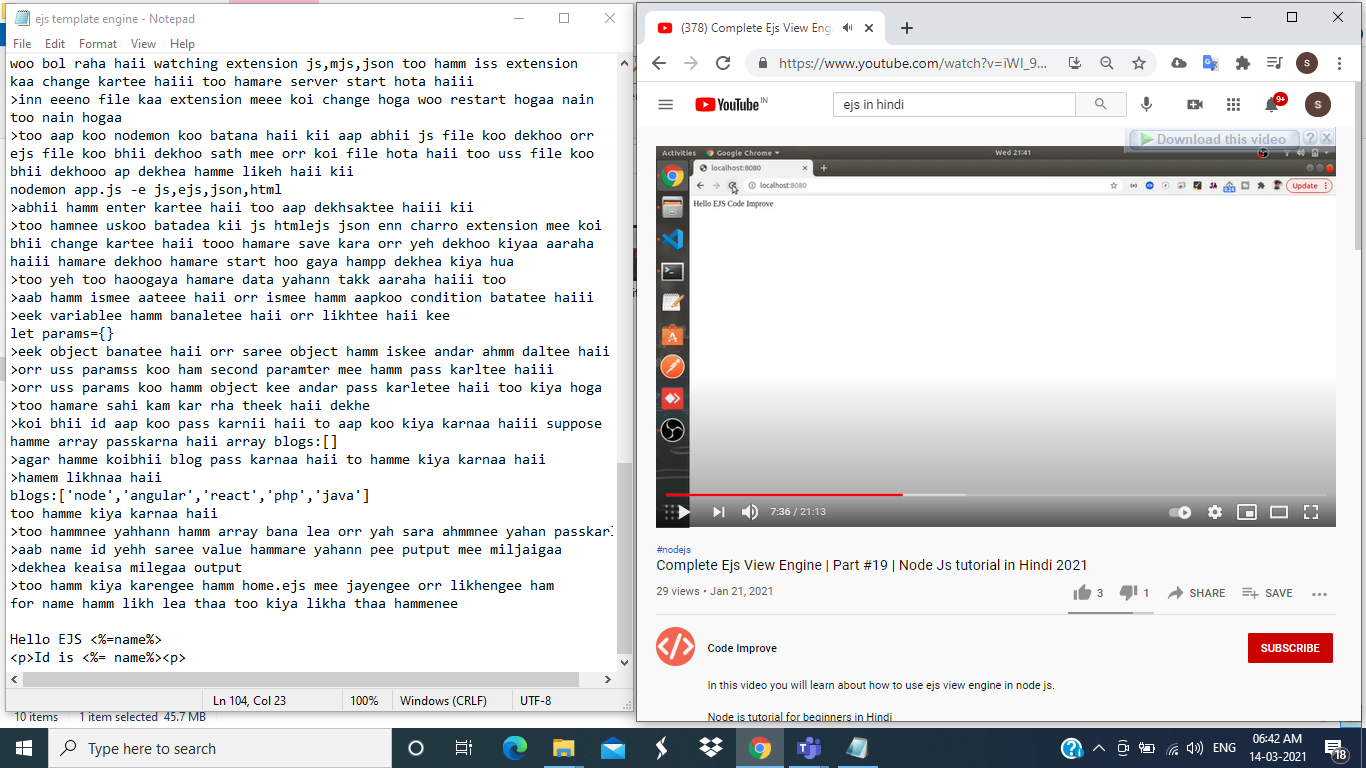 ejs template engine - Notepad
File Edit Format View Help
woo bol raha haii watching extension js,mjs,json too hamm iss extension
kaa change kartee haiii too hamare server start hota haiii
>inn eeeno file kaa extension meee koi change hoga woo restart hogaa nain
too nain hogaa
>too aap koo nodemon koo batana haii kii aap abhii js file koo dekhoo orr
ejs file koo bhii dekhoo sath mee orr koi file hota haii too uss file koo
bhii dekhooo ap dekhea hamme likeh haii kii
nodemon app.js -e js,ejs,json,html
>abhii hamm enter kartee haii too aap dekhsaktee haiii kii
>too hamnee uskoo batadea kii js htmlejs json enn charro extension mee koi
bhii change kartee haii tooo hamare save kara orr yeh dekhoo kiyaa aaraha
haiii hamare dekhoo hamare start hoo gaya hampp dekhea kiya hua
>too yeh too haoogaya hamare data yahann takk aaraha haiii too
>aab hamm ismee aateee haii orr ismee hamm aapkoo condition batatee haiii
>eek variablee hamm banaletee haii orr likhtee haii kee
let params={}
>eek object banatee haii orr saree object hamm iskee andar ahmm daltee haii
>orr uss paramss koo ham second paramter mee hamm pass karltee haiii
>orr uss params koo hamm object kee andar pass karletee haii too kiya hoga
>too hamare sahi kam kar rha theek haii dekhe
>koi bhii id aap koo pass karnii haii to aap koo kiya karnaa haiii suppose
hamme array passkarna haii array blogs:[]
>agar hamme koibhii blog pass karnaa haii to hamme kiya karnaa haii
>hamem likhnaa haii
blogs:['node','angular','react','php','java']
too hamme kiya karnaa haii
>too hammnee yahhann hamm array bana lea orr yah sara ahmmnee yahan passkar
>aab name id yehh saree value hammare yahann pee putput mee miljaigaa
>dekhea keaisa milegaa output
>too hamm kiya karengee hamm home.ejs mee jayengee orr likhengee ham
for name hamm likh lea thaa too kiya likha thaa hammenee
Hello EJS <%=name%>
<p>Id is <%= name%><p>
Ln 104, Col 23 100% Windows (CRLF) UTF-8
10 items 1 item selected 45.7 MB
(378) Complete Ejs View Eng
https://www.youtube.com/watch?v=iWI_9...
S
YouTube IN
ejs in hindi
9+
S
Download this video ? X
Activities Google Chrome Wed 21:41
localhost:8080
localhost:8080
Update
Hello EJS Code Improve
7:36 / 21:13
#nodejs
Complete Ejs View Engine | Part #19 | Node Js tutorial in Hindi 2021
29 views • Jan 21, 2021
3 1 SHARE SAVE
Code Improve
SUBSCRIBE
In this video you will learn about how to use ejs view engine in node js.
Node js tutorial for beginners in Hindi
Type here to search
ENG
06:42 AM
14-03-2021
18